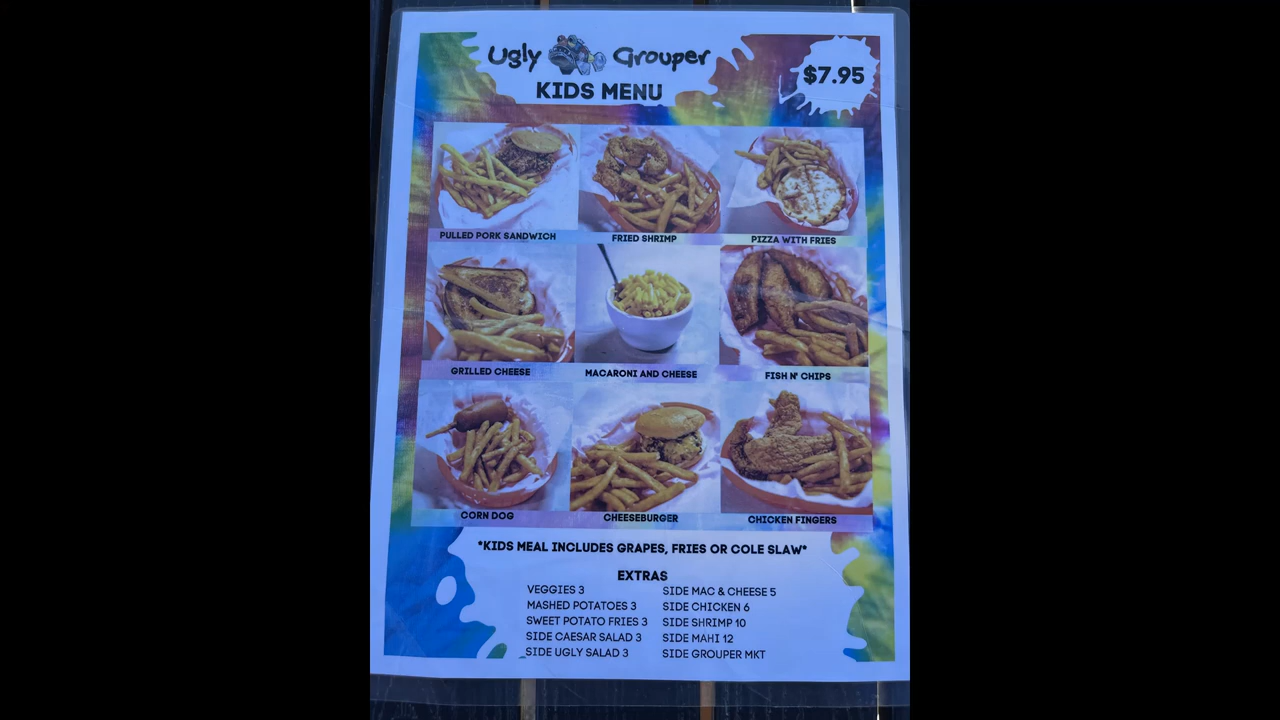 Ugly Grouper
KIDS MENU
$7.95
PULLED PORK SANDWICH
FRIED SHRIMP
PIZZA WITH FRIES
GRILLED CHEESE
MACARONI AND CHEESE
FISH N' CHIPS
CORN DOG
CHEESEBURGER
CHICKEN FINGERS
*KIDS MEAL INCLUDES GRAPES, FRIES OR COLE SLAW*
EXTRAS
VEGGIES 3
MASHED POTATOES 3
SWEET POTATO FRIES 3
SIDE CAESAR SALAD 3
SIDE UGLY SALAD 3
SIDE MAC & CHEESE 5
SIDE CHICKEN 6
SIDE SHRIMP 10
SIDE MAHI 12
SIDE GROUPER MKT